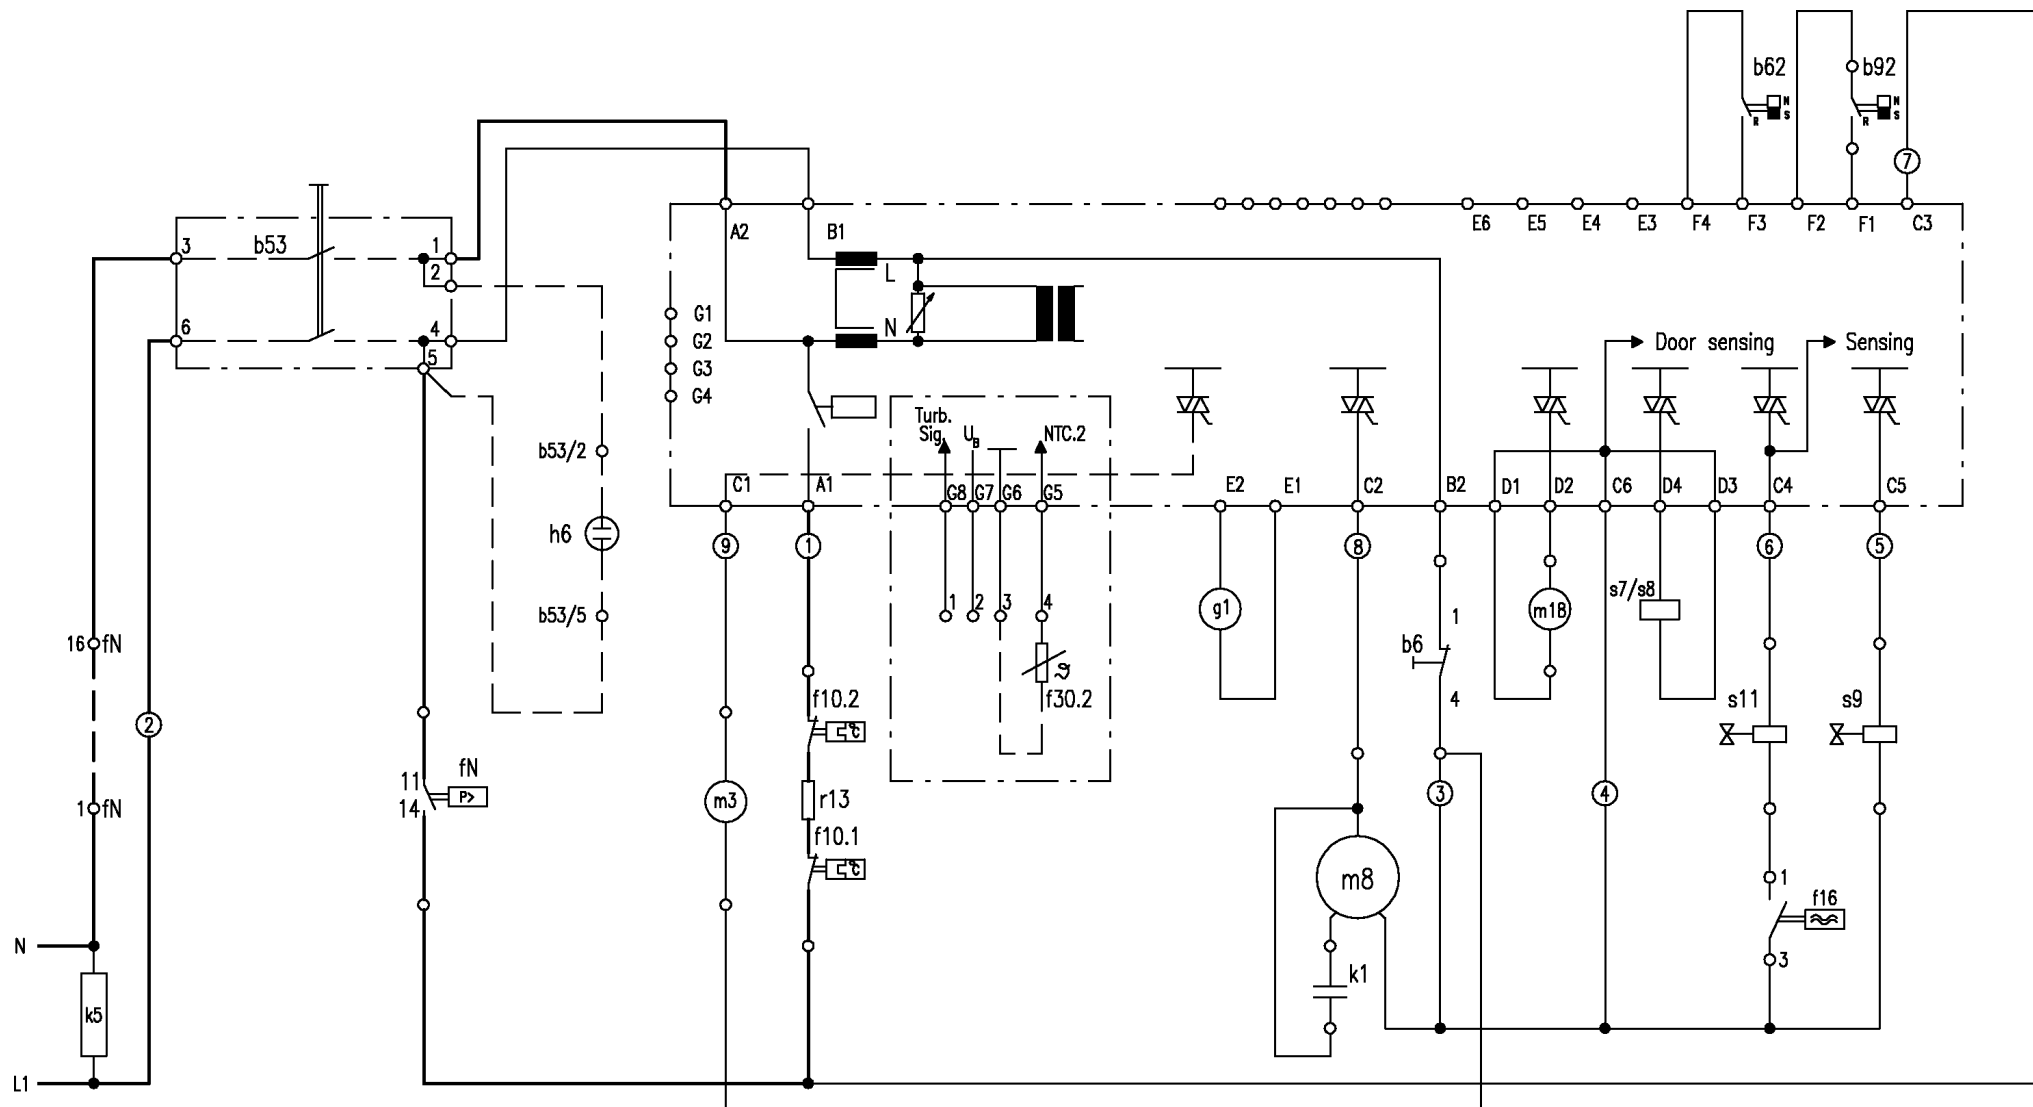 b62 b92
N N
S S
R R
7
3 b53 1
2
6 4
5
A2 B1
E6 E5 E4 E3 F4 F3 F2 F1 C3
L
N
G1
G2
G3
G4
Door sensing Sensing
Turb.
Sig. UB NTC.2
b53/2
C1 A1 G8 G7 G6 G5 E2 E1 C2 B2 D1 D2 C6 D4 D3 C4 C5
h6 9 1 8 6 5
b53/5 1 2 3 4 g1 1 m18 s7/s8
16 fN b6
f10.2 °C ϑ f30.2 4 s11 s9
2
11 fN
14 P>
1 fN m3 r13 3 4
f10.1 °C
m8 1
f16
N k1 3
k5
L1